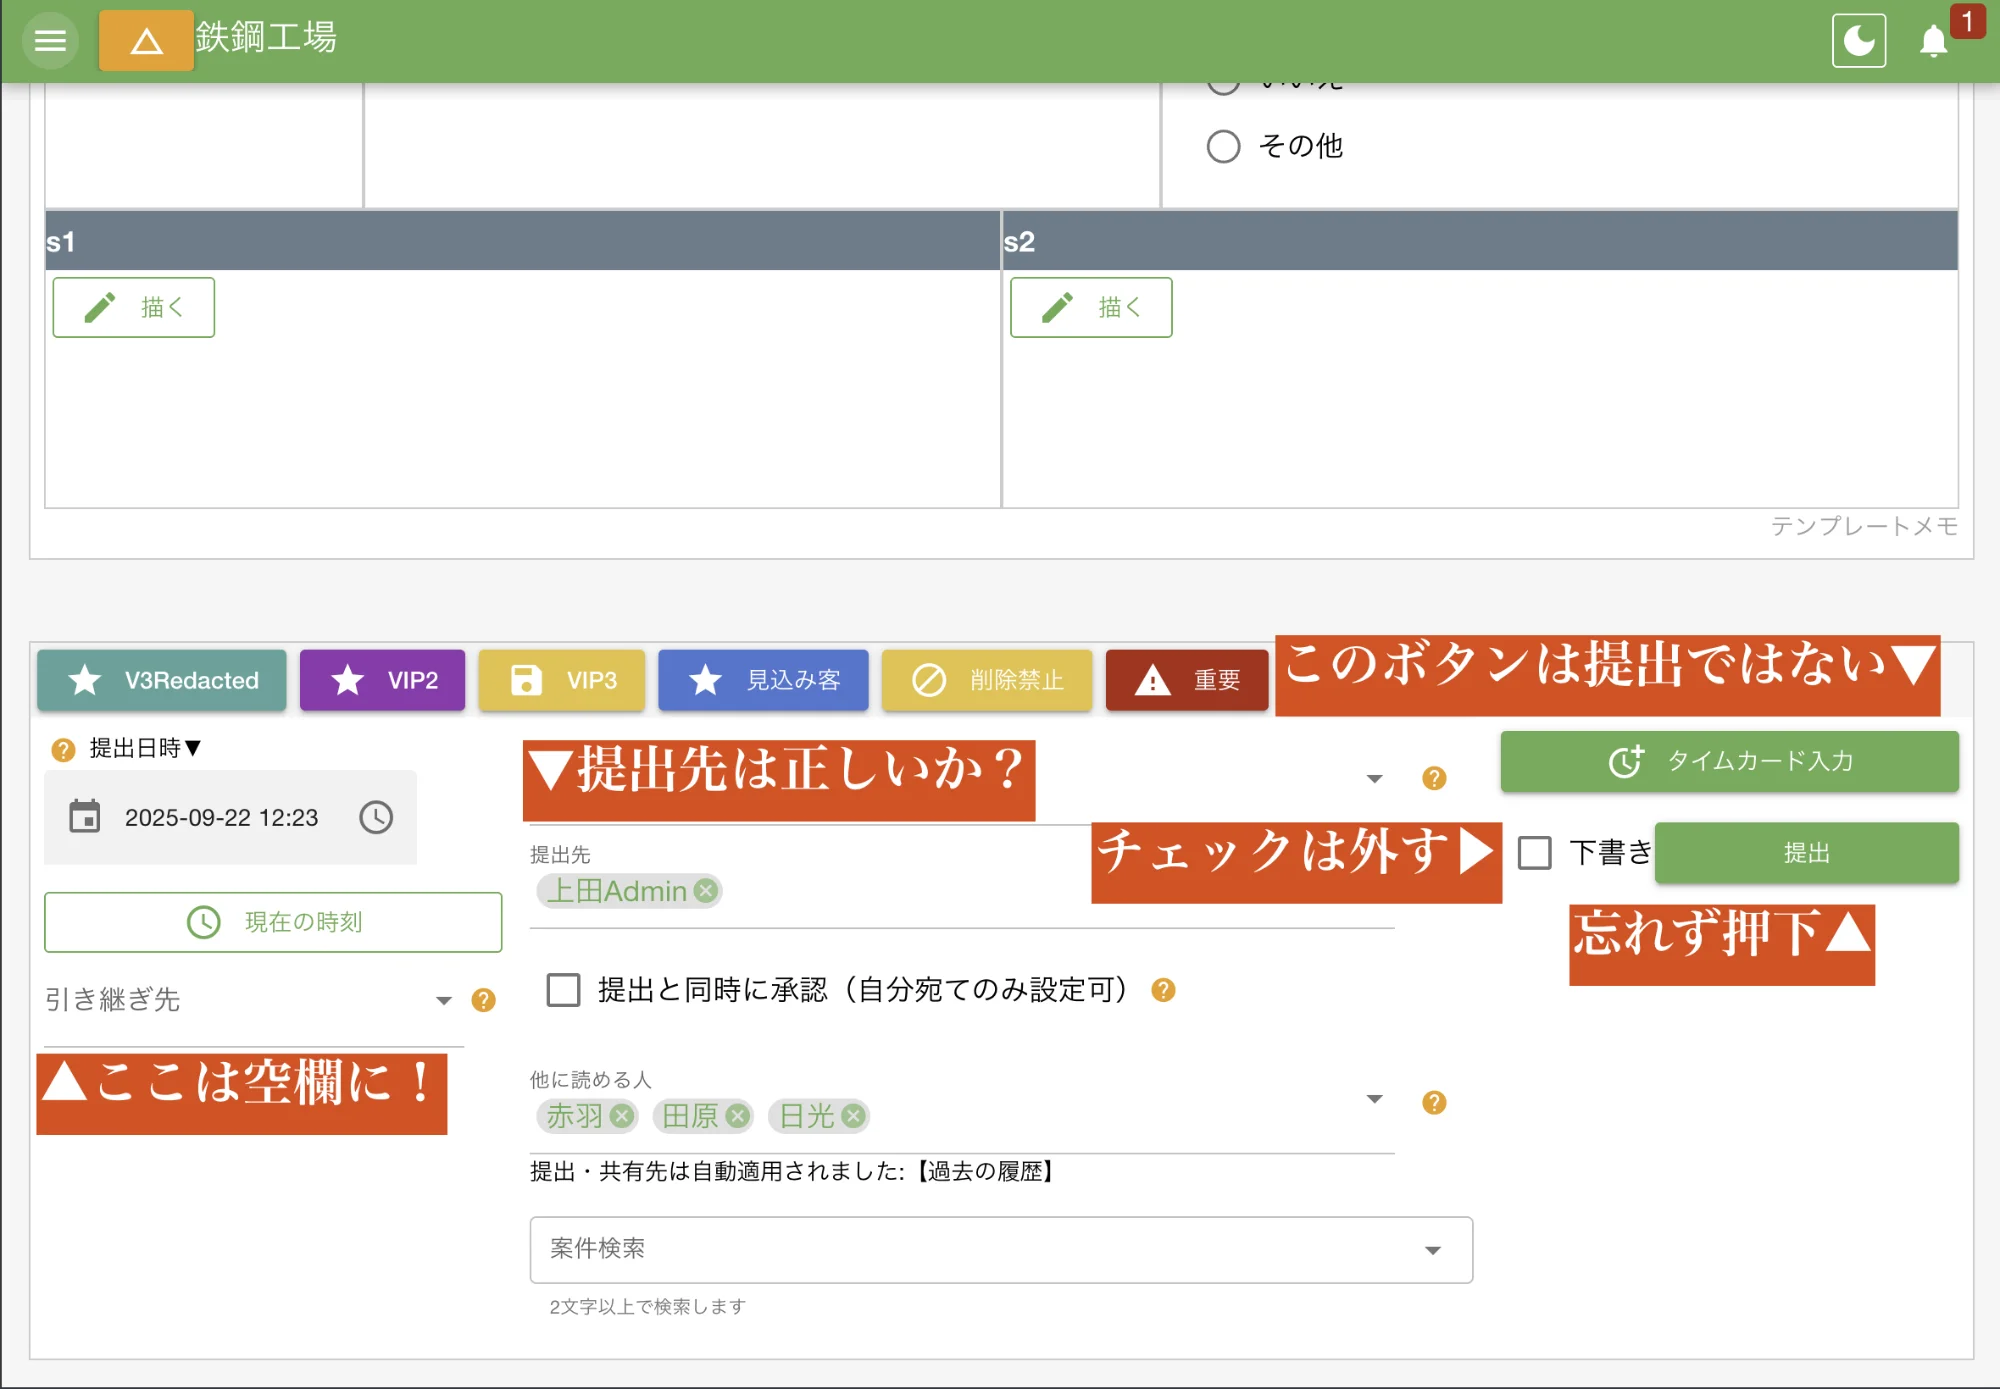 鉄鋼工場
1
その他
s1
s2
描く
描く
テンプレートメモ
V3Redacted
VIP2
VIP3
見込み客
削除禁止
重要
このボタンは提出ではない▼
提出日時▼
▼提出先は正しいか？
タイムカード入力
2025-09-22 12:23
提出先
上田Admin
チェックは外す▶
下書き
提出
現在の時刻
忘れず押下▲
引き継ぎ先
提出と同時に承認（自分宛てのみ設定可）
▲ここは空欄に！
他に読める人
赤羽
田原
日光
提出・共有先は自動適用されました:【過去の履歴】
案件検索
2文字以上で検索します